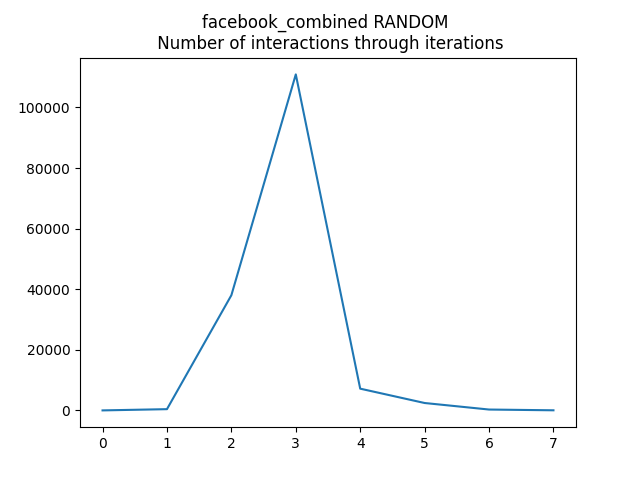 facebook_combined RANDOM
Number of interactions through iterations
100000
80000
60000
40000
20000
0
0 1 2 3 4 5 6 7